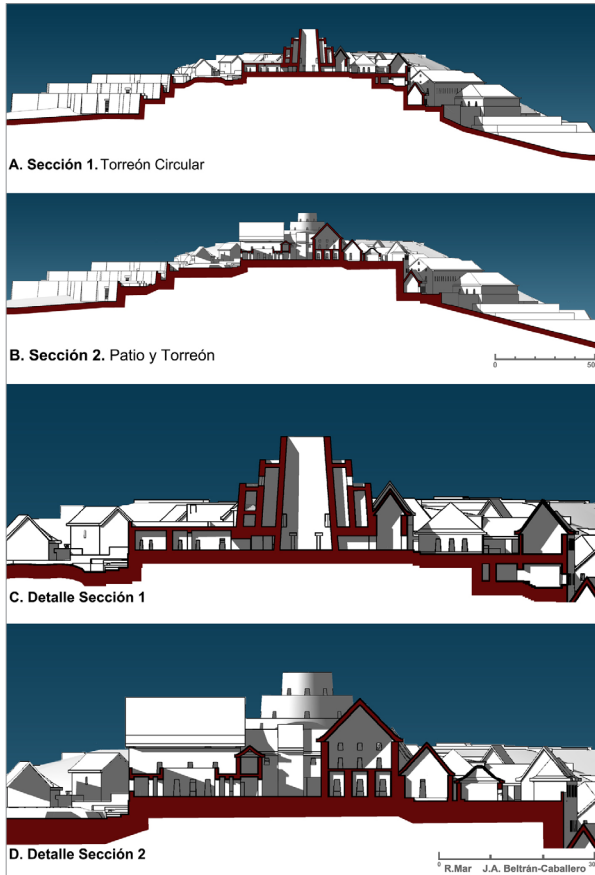 A. Sección 1. Torreón Circular
B. Sección 2. Patio y Torreón
0 50
C. Detalle Sección 1
D. Detalle Sección 2
0 30
R.Mar J.A. Beltrán-Caballero